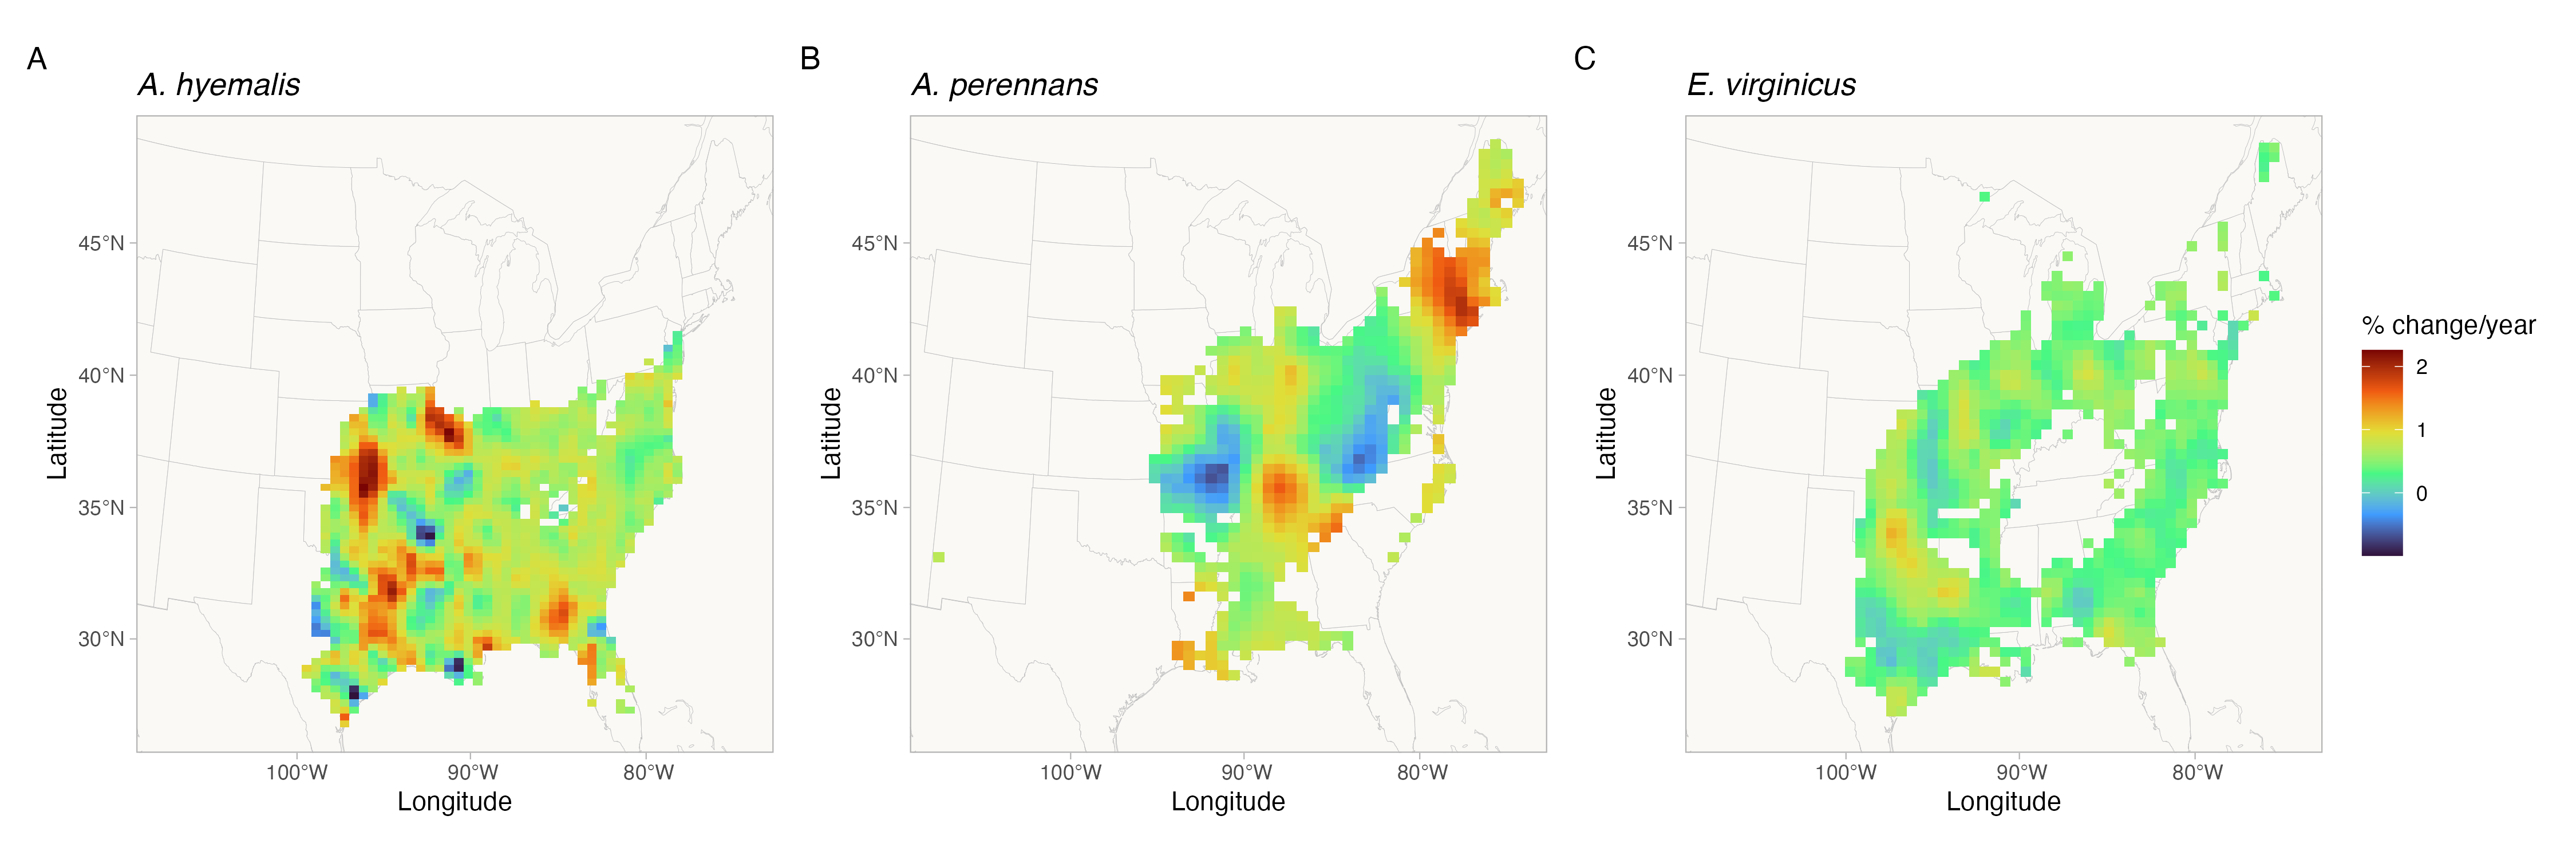 A
A. hyemalis
45°N
40°N
35°N
30°N
Latitude
100°W
90°W
80°W
Longitude
B
A. perennans
45°N
40°N
35°N
30°N
Latitude
100°W
90°W
80°W
Longitude
C
E. virginicus
45°N
40°N
35°N
30°N
Latitude
100°W
90°W
80°W
Longitude
% change/year
2
1
0